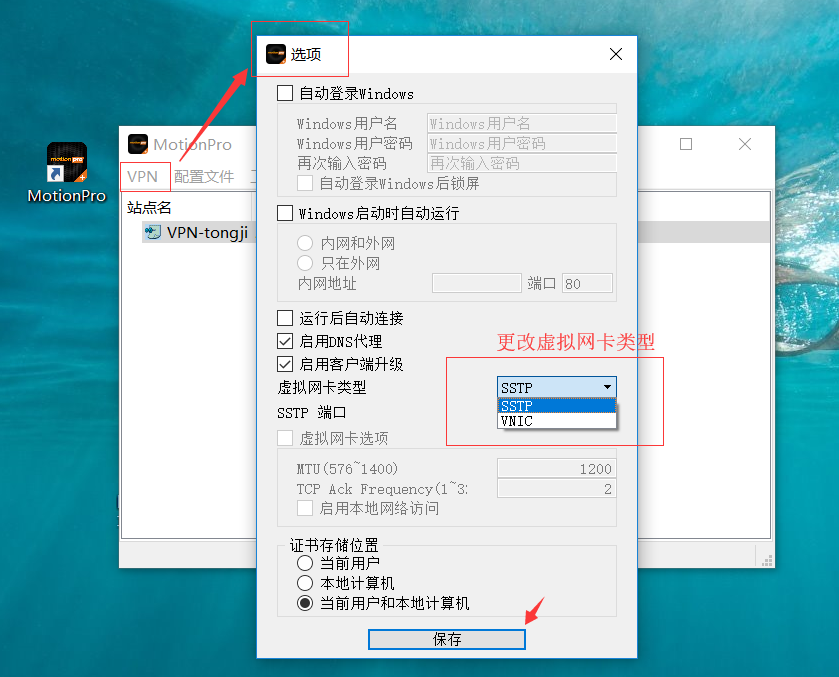 选项
自动登录Windows
Windows用户名
Windows用户名
Windows用户密码
Windows用户密码
再次输入密码
再次输入密码
自动登录Windows后锁屏
Windows启动时自动运行
内网和外网
只在外网
内网地址
端口
80
运行后自动连接
启用DNS代理
启用客户端升级
更改虚拟网卡类型
虚拟网卡类型
SSTP
SSTP
VNIC
SSTP 端口
虚拟网卡选项
MTU(576~1400)
1200
TCP Ack Frequency(1~3
2
启用本地网络访问
证书存储位置
当前用户
本地计算机
当前用户和本地计算机
保存
MotionPro
VPN
配置文件
站点名
VPN-tongji
motion pro
MotionPro